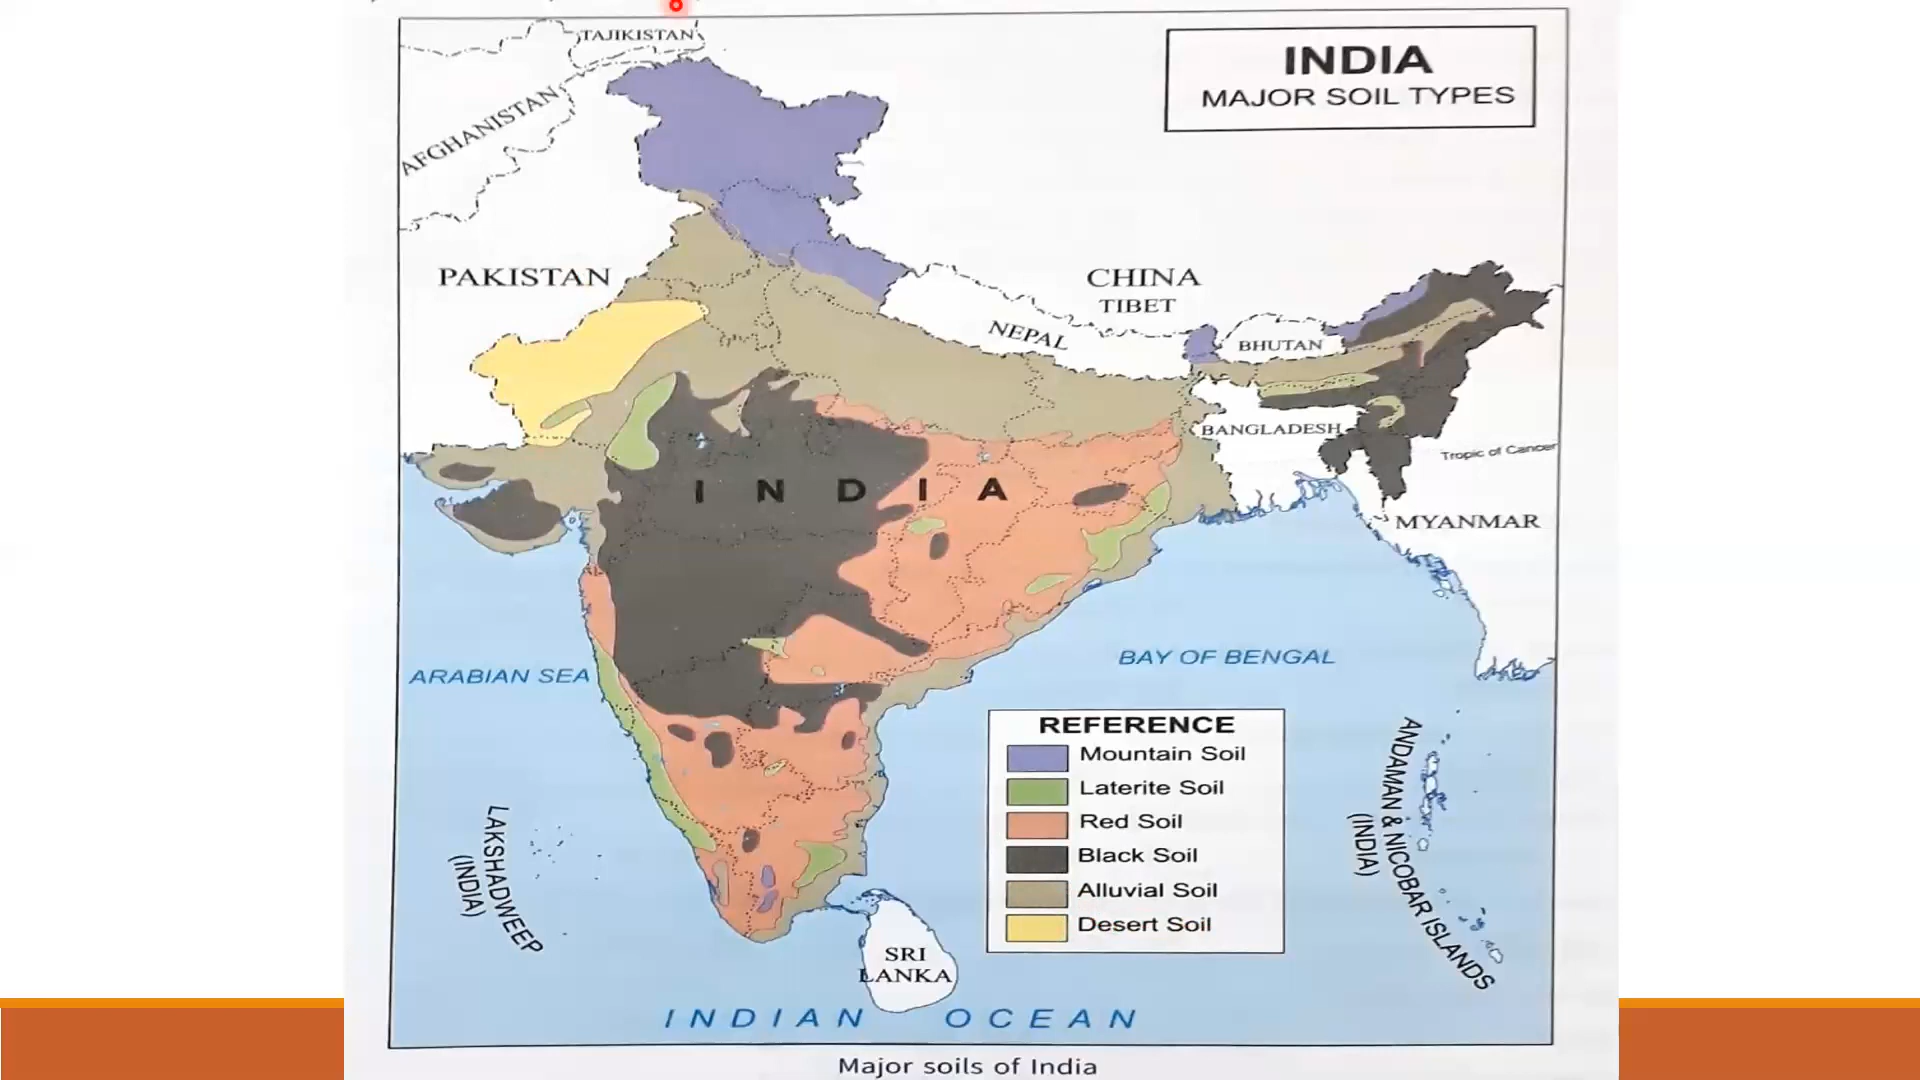 TAJIKISTAN
AFGHANISTAN
INDIA
MAJOR SOIL TYPES
PAKISTAN
CHINA
TIBET
NEPAL
BHUTAN
BANGLADESH
Tropic of Cancer
INDIA
MYANMAR
ARABIAN SEA
BAY OF BENGAL
REFERENCE
Mountain Soil
Laterite Soil
Red Soil
Black Soil
Alluvial Soil
Desert Soil
LAKSHADWEEP
(INDIA)
ANDAMAN & NICOBAR ISLANDS
(INDIA)
SRI
LANKA
INDIAN OCEAN
Major soils of India